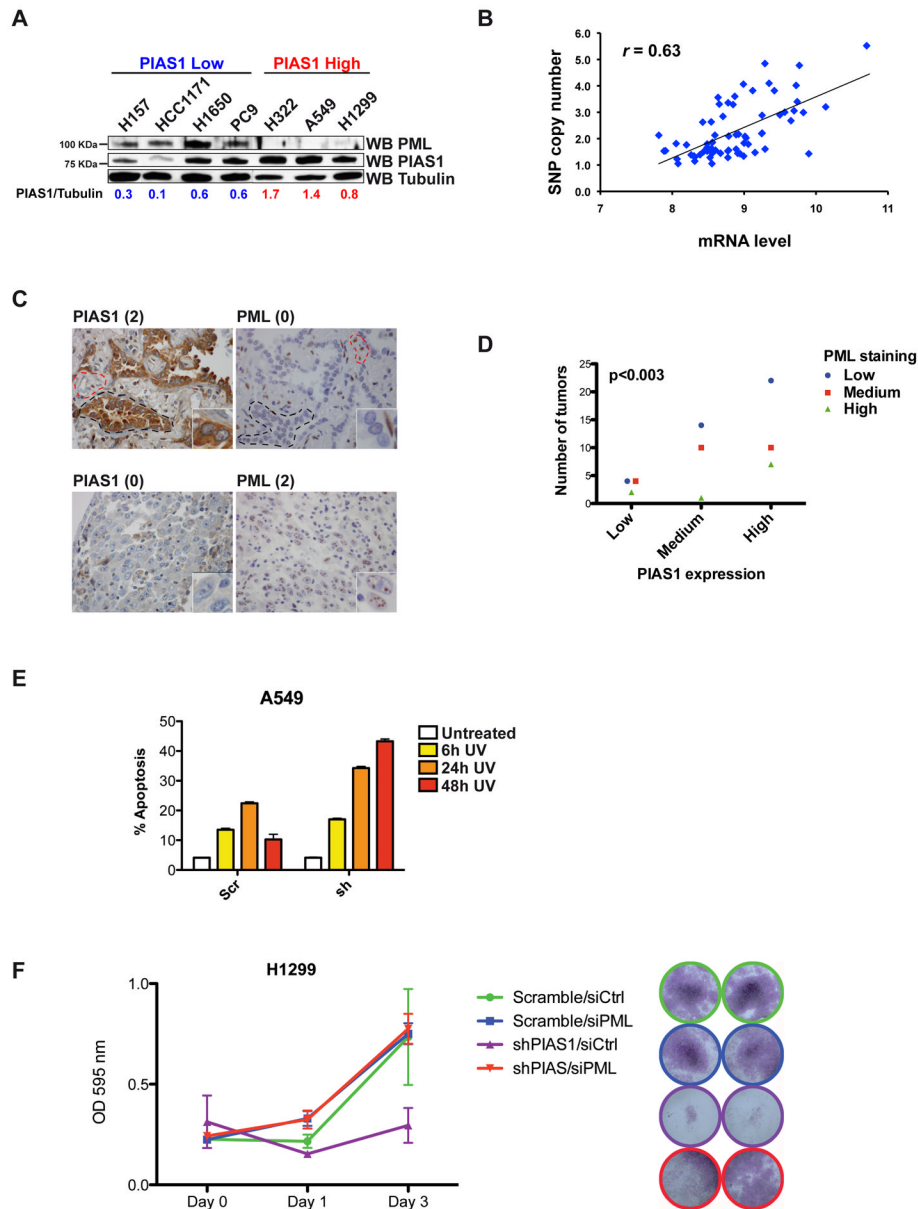 A
PIAS1 Low PIAS1 High
H157 HCC1171 H1650 PC9 H322 A549 H1299
100 KDa WB PML
75 KDa WB PIAS1
WB Tubulin
PIAS1/Tubulin 0.3 0.1 0.6 0.6 1.7 1.4 0.8
B
r = 0.63
SNP copy number
6.0
5.0
4.0
3.0
2.0
1.0
0.0
7 8 9 10 11
mRNA level
C
PIAS1 (2) PML (0)
PIAS1 (0) PML (2)
D
p<0.003
Number of tumors
25
20
15
10
5
0
Low Medium High
PIAS1 expression
PML staining
Low
Medium
High
E
A549
% Apoptosis
50
40
30
20
10
0
Scr sh
Untreated
6h UV
24h UV
48h UV
F
H1299
OD 595 nm
1.0
0.5
0.0
Day 0 Day 1 Day 3
Scramble/siCtrl
Scramble/siPML
shPIAS1/siCtrl
shPIAS/siPML